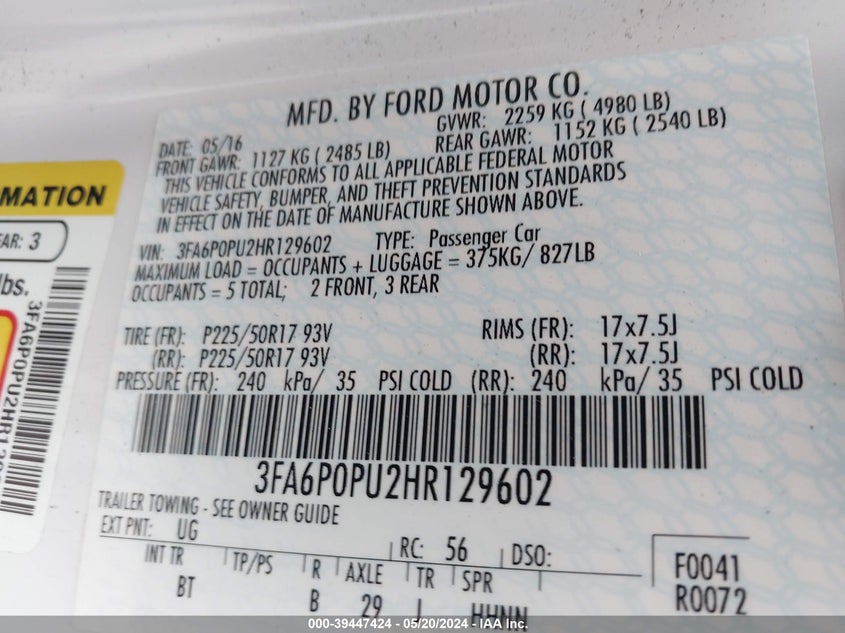 MFD. BY FORD MOTOR CO.
DATE: 05/16 GVWR: 2259 KG ( 4980 LB)
FRONT GAWR: 1127 KG ( 2485 LB) REAR GAWR: 1152 KG ( 2540 LB)
THIS VEHICLE CONFORMS TO ALL APPLICABLE FEDERAL MOTOR
VEHICLE SAFETY, BUMPER, AND THEFT PREVENTION STANDARDS
IN EFFECT ON THE DATE OF MANUFACTURE SHOWN ABOVE.
VIN: 3FA6P0PU2HR129602 TYPE: Passenger Car
MAXIMUM LOAD = OCCUPANTS + LUGGAGE = 375KG/ 827LB
OCCUPANTS = 5 TOTAL; 2 FRONT, 3 REAR
TIRE (FR): P225/50R17 93V RIMS (FR): 17x7.5J
(RR): P225/50R17 93V (RR): 17x7.5J
PRESSURE (FR): 240 kPa/ 35 PSI COLD (RR): 240 kPa/ 35 PSI COLD
3FA6P0PU2HR129602
TRAILER TOWING - SEE OWNER GUIDE
EXT PNT: UG RC: 56 DSO: F0041
INT TR TP/PS R AXLE TR SPR R0072
BT B 29 J HHNN
MATION
EAR: 3
lbs.
3FA6P0PU2HR129
000-39447424 - 05/20/2024 - IAA Inc.